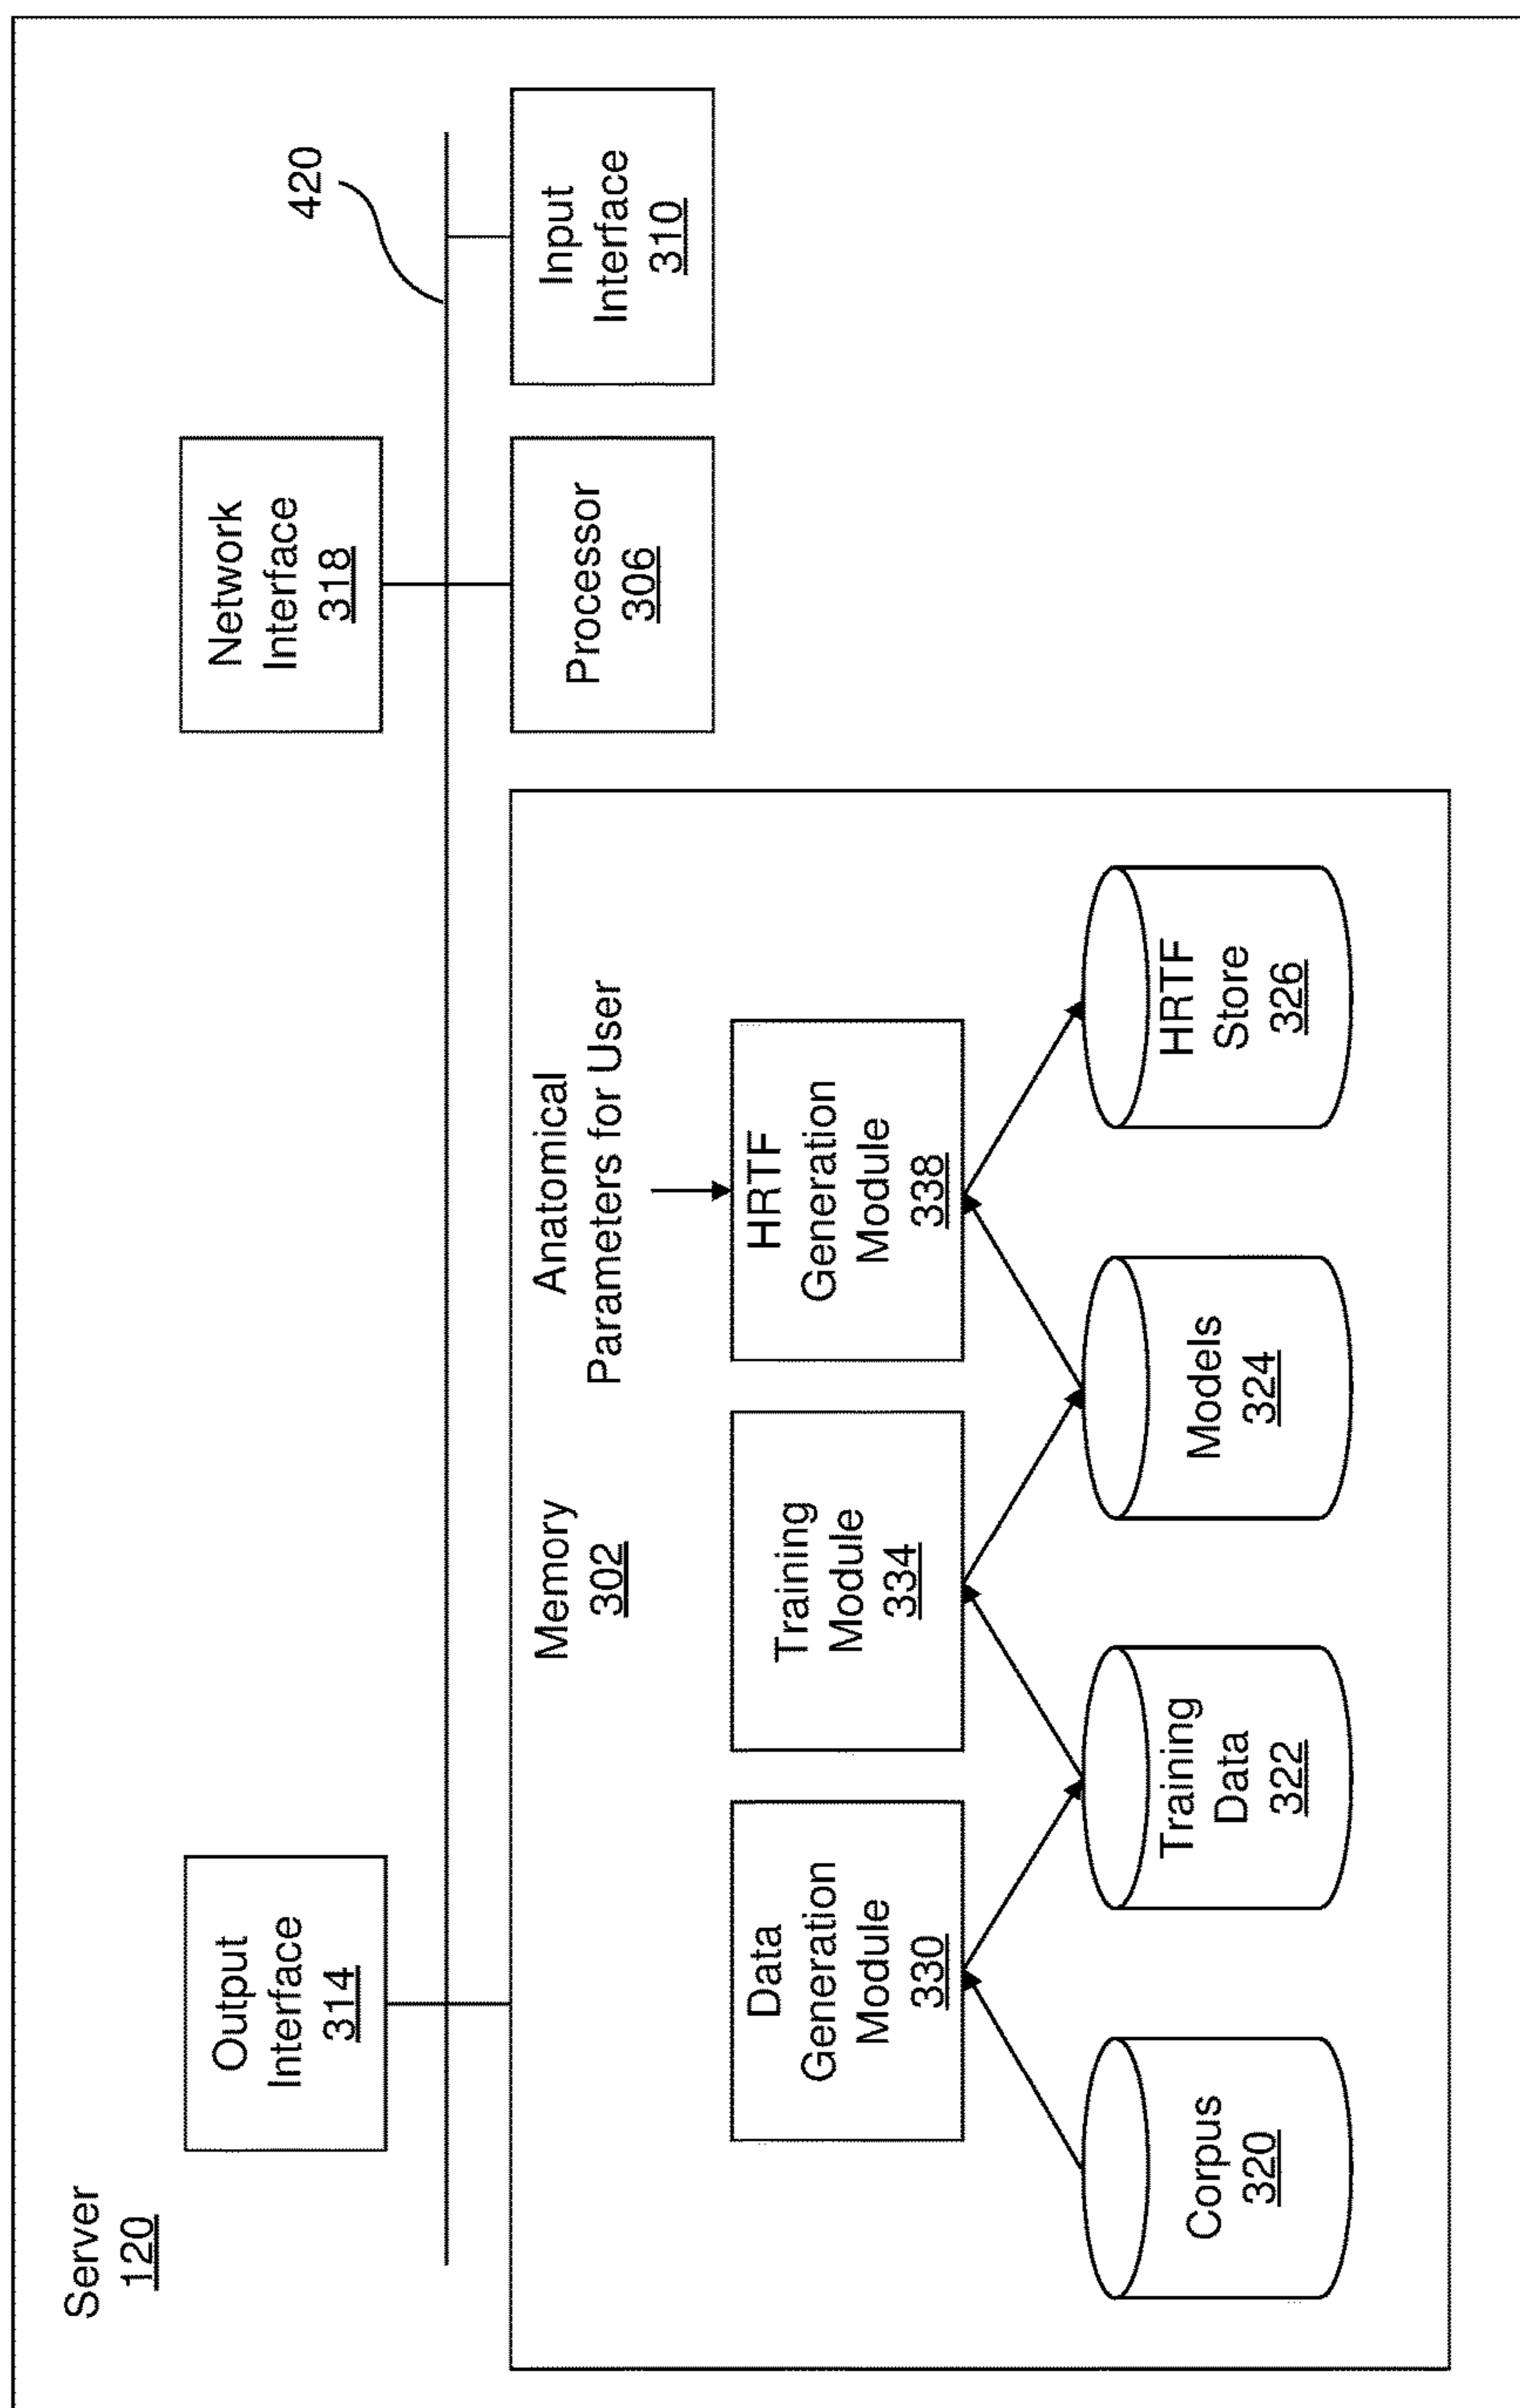 Server
120
Output
Interface
314
Network
Interface
318
420
Processor
306
Input
Interface
310
Memory
302
Anatomical
Parameters for User
Data
Generation
Module
330
Training
Module
334
HRTF
Generation
Module
338
Corpus
320
Training
Data
322
Models
324
HRTF
Store
326